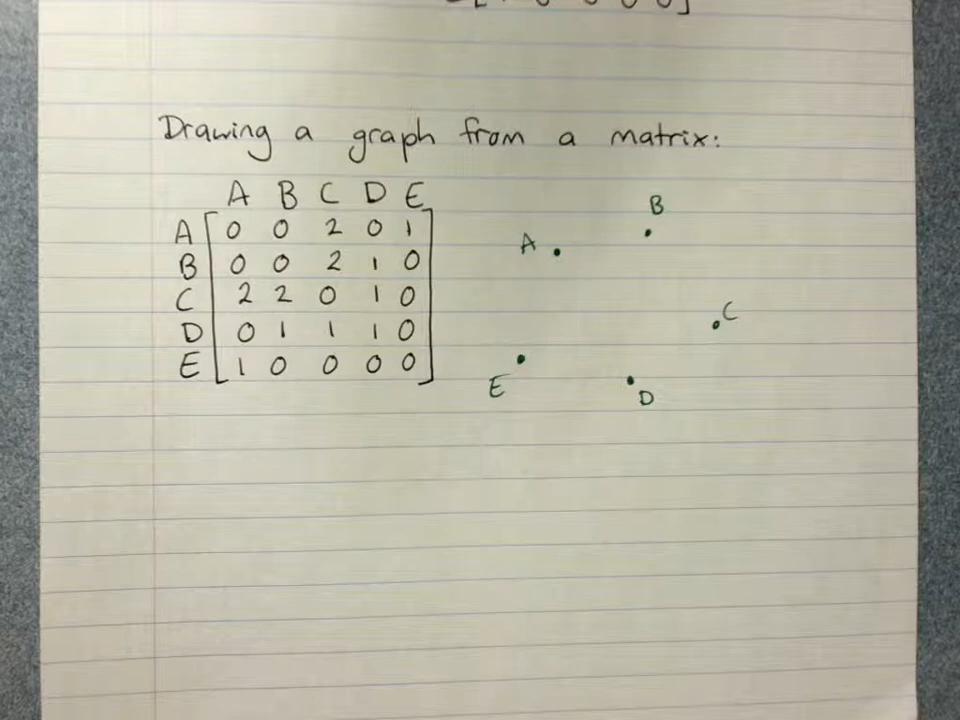 Drawing a graph from a matrix:
A B C D E
A 0 0 2 0 1
B 0 0 2 1 0
C 2 2 0 1 0
D 0 1 1 1 0
E 1 0 0 0 0
B
A
C
E
D